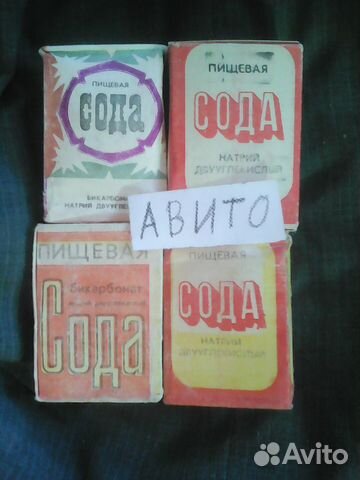 ПИЩЕВАЯ
сода
БИКАРБОНАТ
НАТРИЙ ДВУУГЛЕКИСЛЫЙ
ПИЩЕВАЯ
СОДА
НАТРИЙ
ДВУУГЛЕКИСЛЫЙ
АВИТО
ПИЩЕВАЯ
бикарбонат
Сода
ПИЩЕВАЯ
СОДА
НАТРИЙ
ДВУУГЛЕКИСЛЫЙ
Avito